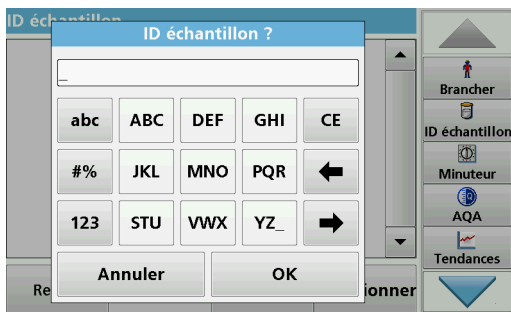 ID échantillon
ID échantillon ?
_
abc ABC DEF GHI CE
#% JKL MNO PQR
123 STU VWX YZ_
Annuler OK
Re ionner
Brancher
ID échantillon
Minuteur
AQA
Tendances